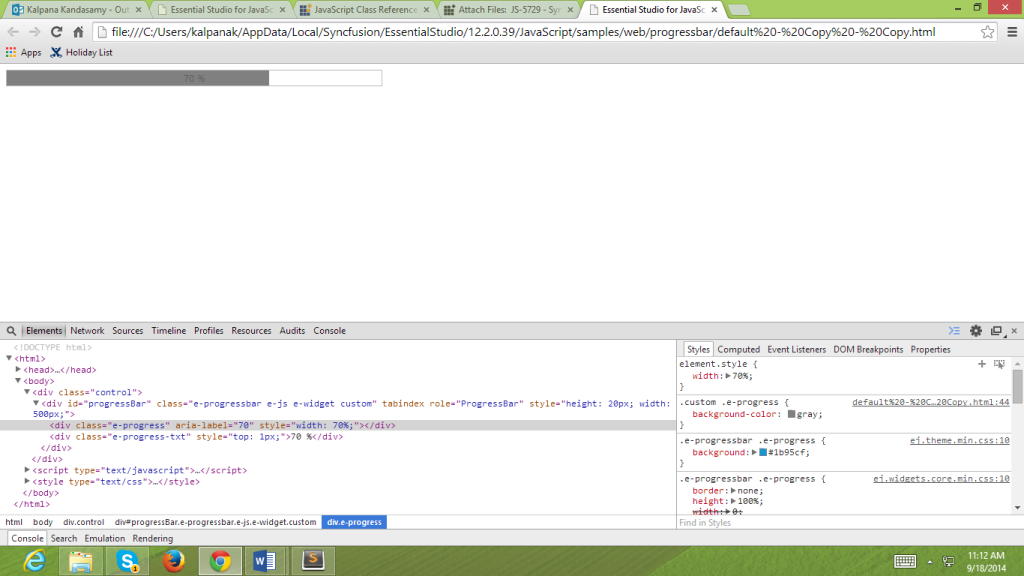 Kalpana Kandasamy - Out
Essential Studio for JavaSc
JavaScript Class Reference
Attach Files: JS-5729 - Syn
Essential Studio for JavaSc
file:///C:/Users/kalpanak/AppData/Local/Syncfusion/EssentialStudio/12.2.0.39/JavaScript/samples/web/progressbar/default%20-%20Copy%20-%20Copy.html
Apps Holiday List
70 %
Elements Network Sources Timeline Profiles Resources Audits Console
<!DOCTYPE html>
<html>
<head>…</head>
<body>
<div class="control">
<div id="progressBar" class="e-progressbar e-js e-widget custom" tabindex role="ProgressBar" style="height: 20px; width:
500px;">
<div class="e-progress" aria-label="70" style="width: 70%;"></div>
<div class="e-progress-txt" style="top: 1px;">70 %</div>
</div>
</div>
<script type="text/javascript">…</script>
<style type="text/css">…</style>
</body>
</html>
html body div.control div#progressBar.e-progressbar.e-js.e-widget.custom div.e-progress
Styles Computed Event Listeners DOM Breakpoints Properties
element.style {
width: 70%;
}
.custom .e-progress {
default%20-%20C…20Copy.html:44
background-color: gray;
}
.e-progressbar .e-progress {
ej.theme.min.css:10
background: #1b95cf;
}
.e-progressbar .e-progress {
ej.widgets.core.min.css:10
border: none;
height: 100%;
width: 0;
Find in Styles
Console Search Emulation Rendering
11:12 AM
9/18/2014